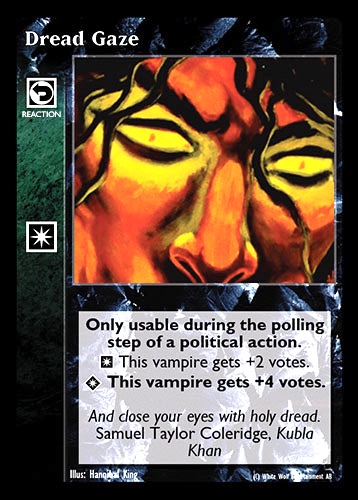 Dread Gaze
REACTION
Only usable during the polling
step of a political action.
This vampire gets +2 votes.
This vampire gets +4 votes.
And close your eyes with holy dread.
Samuel Taylor Coleridge, Kubla
Khan
Illus: Hannibal King
(C) White Wolf Entertainment AB